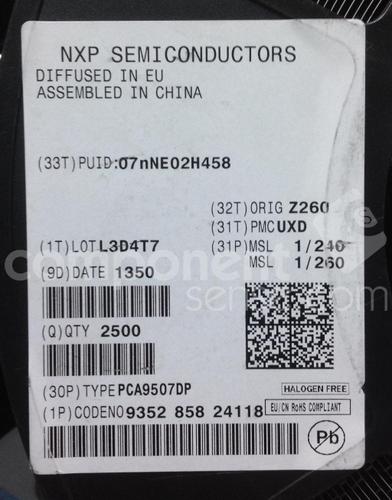 NXP SEMICONDUCTORS
DIFFUSED IN EU
ASSEMBLED IN CHINA
(33T)PUID:07nNE02H458
(32T)ORIG Z260
(31T)PMC UXD
(1T)LOT L3D4T7
(31P)MSL 1/240
MSL 1/260
(9D)DATE 1350
(Q)QTY 2500
(30P)TYPE PCA9507DP
HALOGEN FREE
(1P)CODENO 9352 858 24118
EU/CN RoHS COMPLIANT
Pb
component